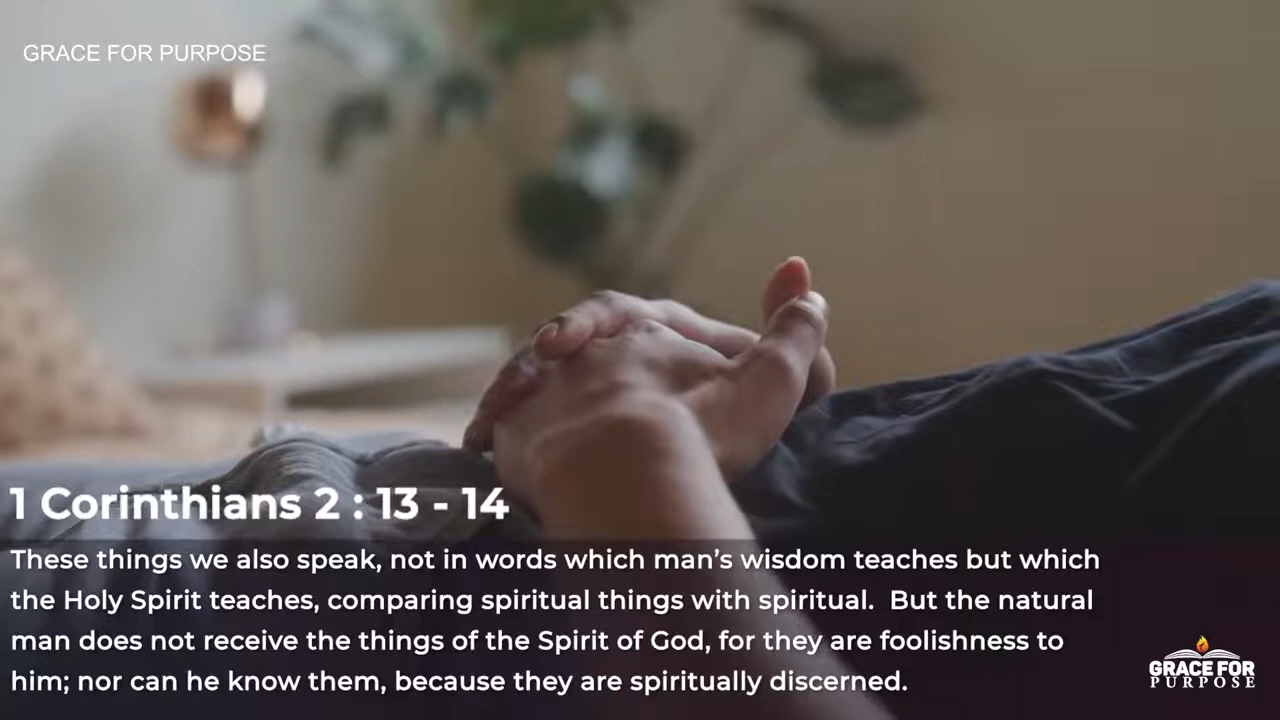 GRACE FOR PURPOSE
1 Corinthians 2 : 13 - 14
These things we also speak, not in words which man's wisdom teaches but which
the Holy Spirit teaches, comparing spiritual things with spiritual.  But the natural
man does not receive the things of the Spirit of God, for they are foolishness to
him; nor can he know them, because they are spiritually discerned.
GRACE FOR
PURPOSE